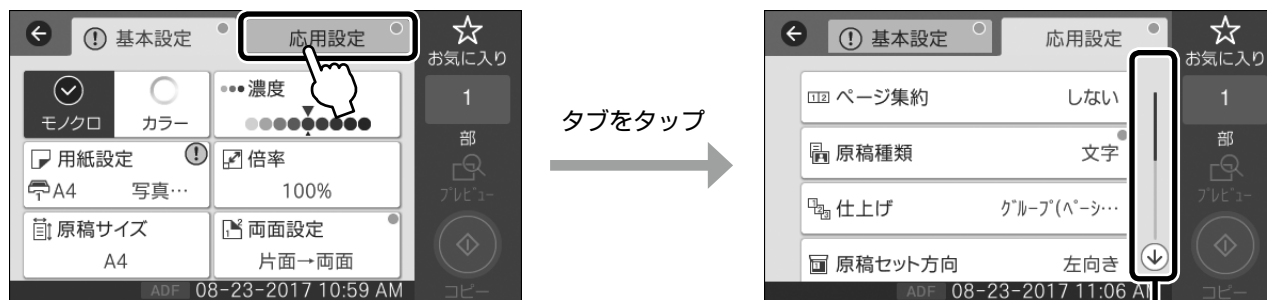 基本設定
応用設定
お気に入り
モノクロ
カラー
濃度
1
部
用紙設定
A4 写真…
倍率
100%
プレビュー
原稿サイズ
A4
両面設定
片面→両面
ADF 08-23-2017 10:59 AM
コピー
タブをタップ
基本設定
応用設定
お気に入り
ページ集約 しない
1
部
原稿種類 文字
プレビュー
仕上げ グループ(ページ…
原稿セット方向 左向き
ADF 08-23-2017 11:06 AM
コピー